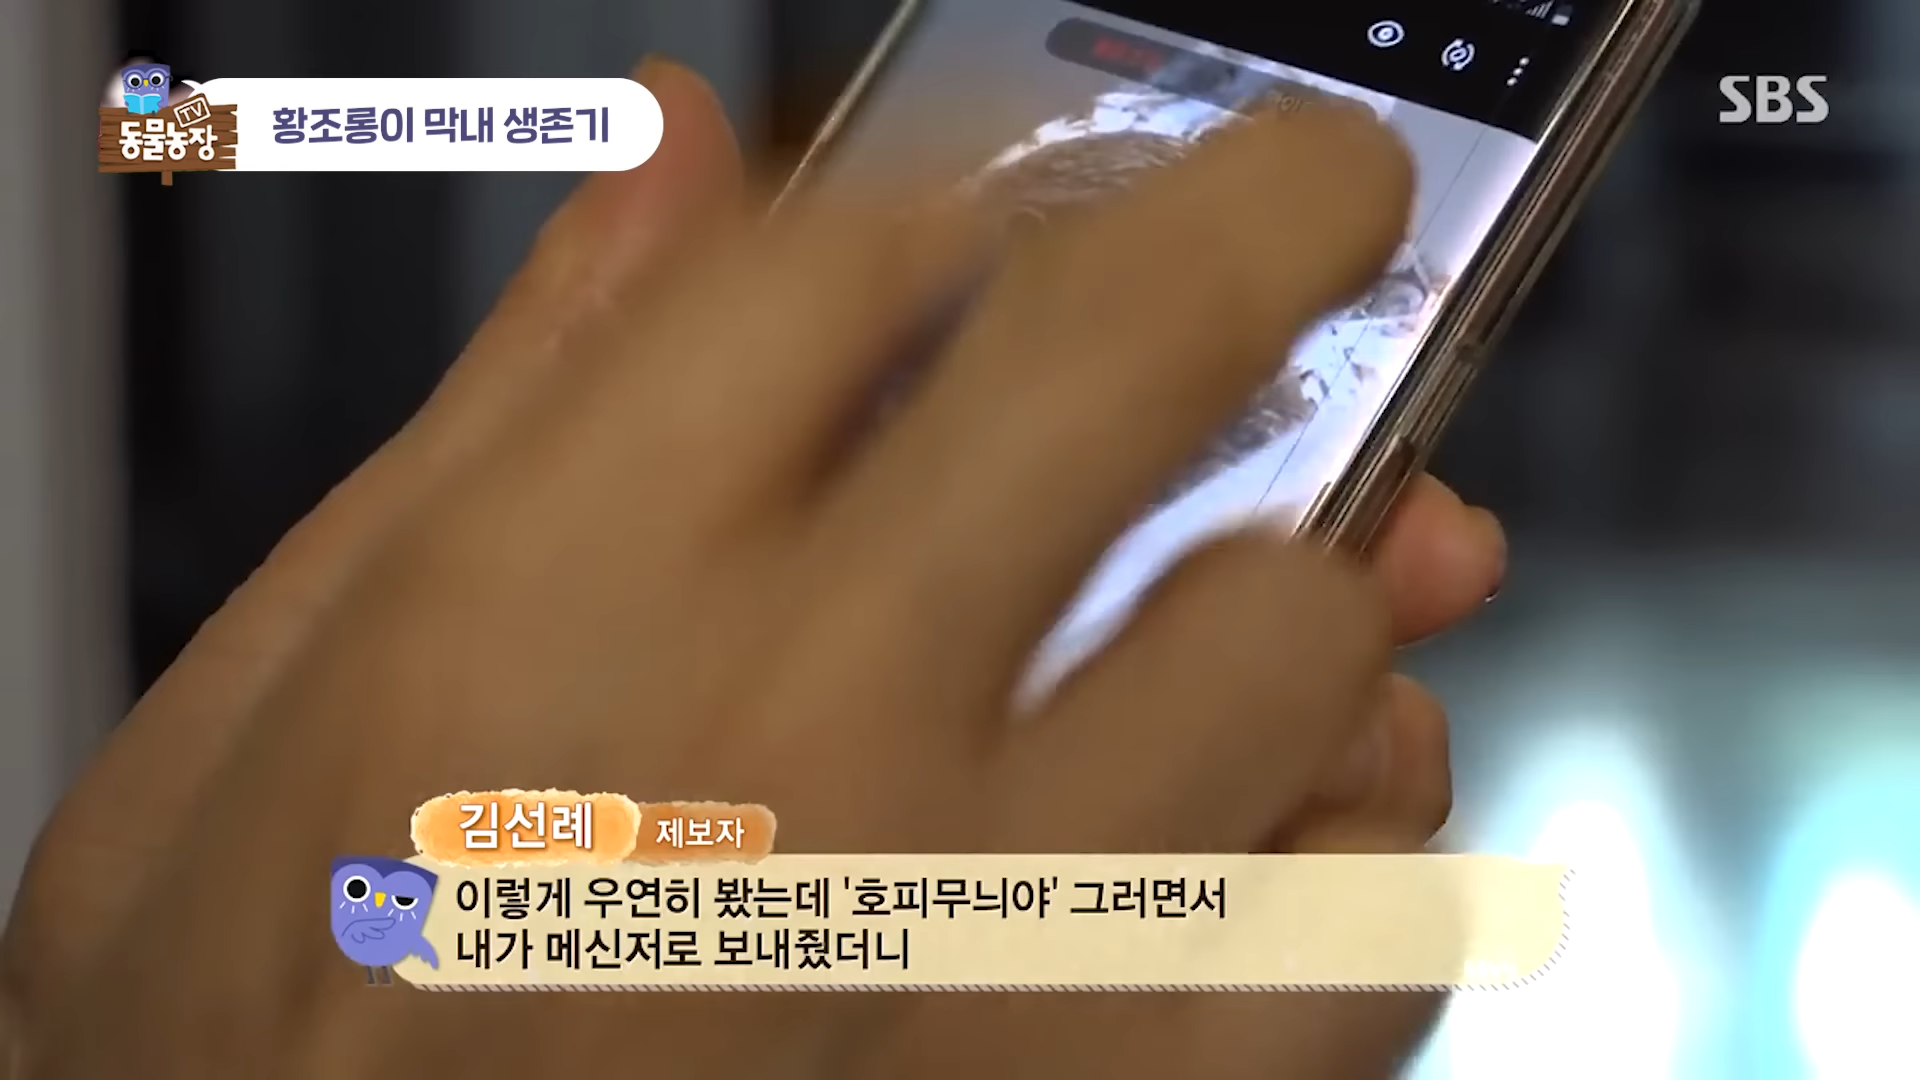 TV
동물농장
황조롱이 막내 생존기
SBS
김선례 제보자
이렇게 우연히 봤는데 '호피무늬야' 그러면서
내가 메신저로 보내줬더니